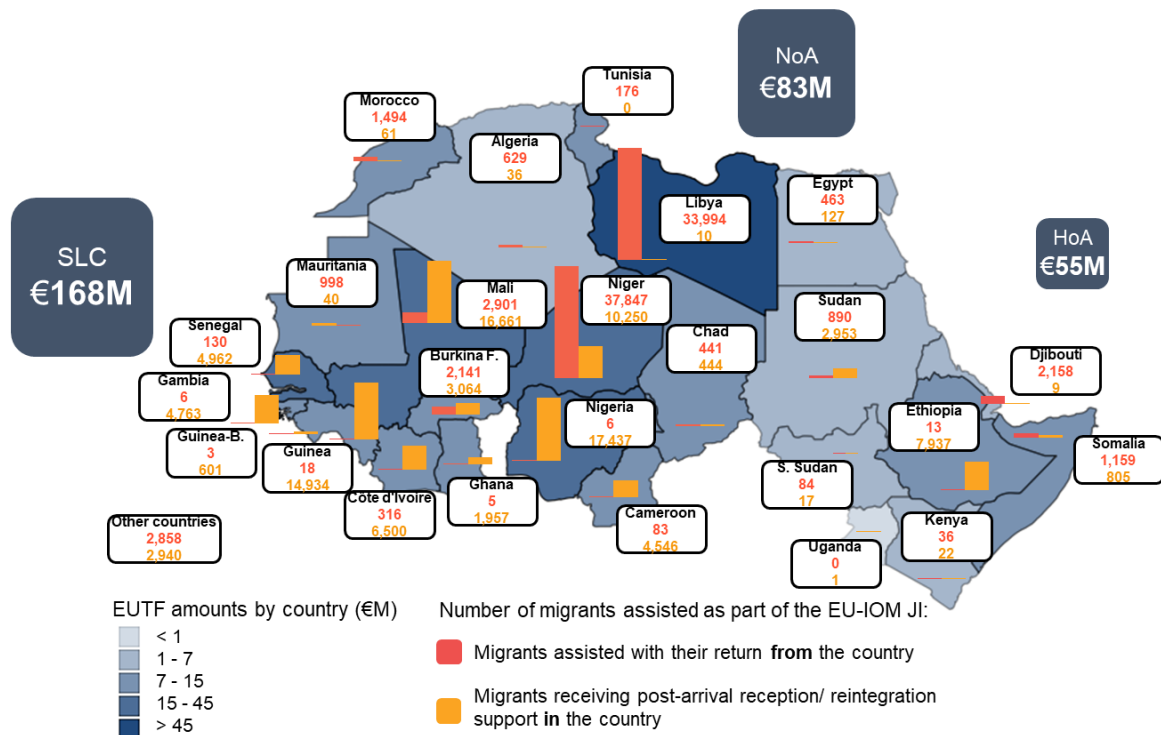 NoA
€83M
Tunisia
176
0
Morocco
1,494
61
Algeria
629
36
Egypt
463
127
Libya
33,994
10
SLC
€168M
HoA
€55M
Mauritania
998
40
Mali
2,901
16,661
Niger
37,847
10,250
Sudan
890
2,953
Senegal
130
4,962
Chad
441
444
Burkina F.
2,141
3,064
Djibouti
2,158
9
Gambia
6
4,763
Nigeria
6
17,437
Ethiopia
13
7,937
Guinea-B.
3
601
Guinea
18
14,934
Somalia
1,159
805
S. Sudan
84
17
Côte d'Ivoire
316
6,500
Ghana
5
1,957
Cameroon
83
4,546
Kenya
36
22
Other countries
2,858
2,940
Uganda
0
1
EUTF amounts by country (€M)
< 1
1 - 7
7 - 15
15 - 45
> 45
Number of migrants assisted as part of the EU-IOM JI:
Migrants assisted with their return from the country
Migrants receiving post-arrival reception/ reintegration
support in the country